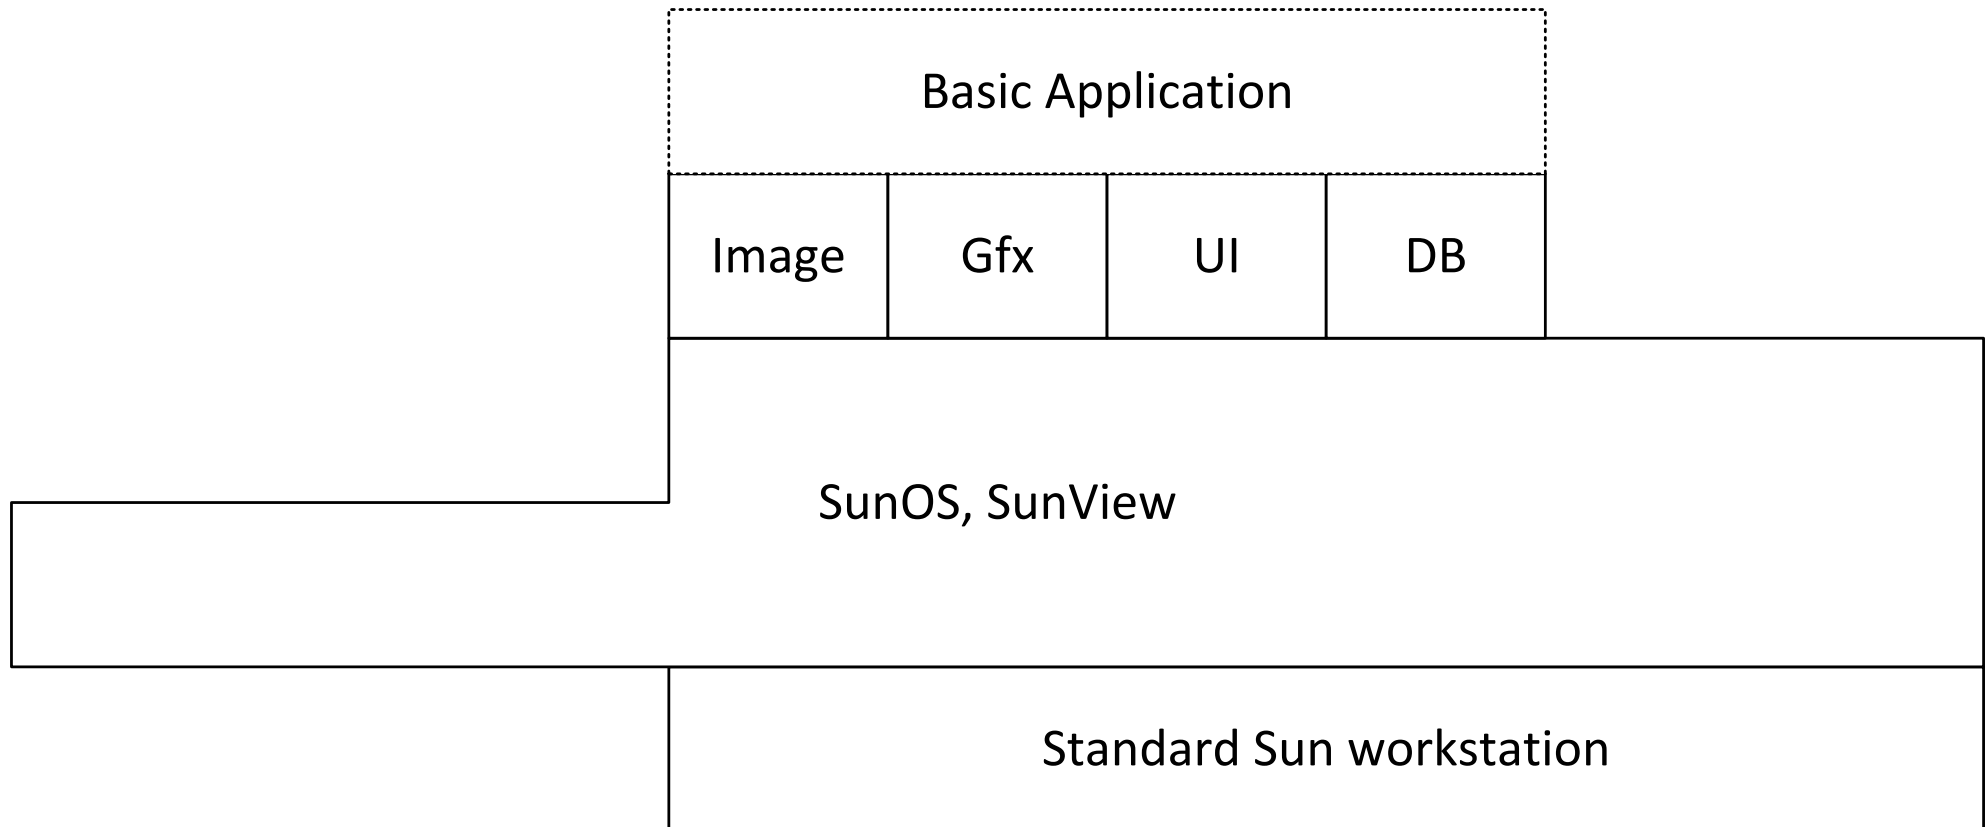 Basic Application
Image Gfx UI DB
SunOS, SunView
Standard Sun workstation